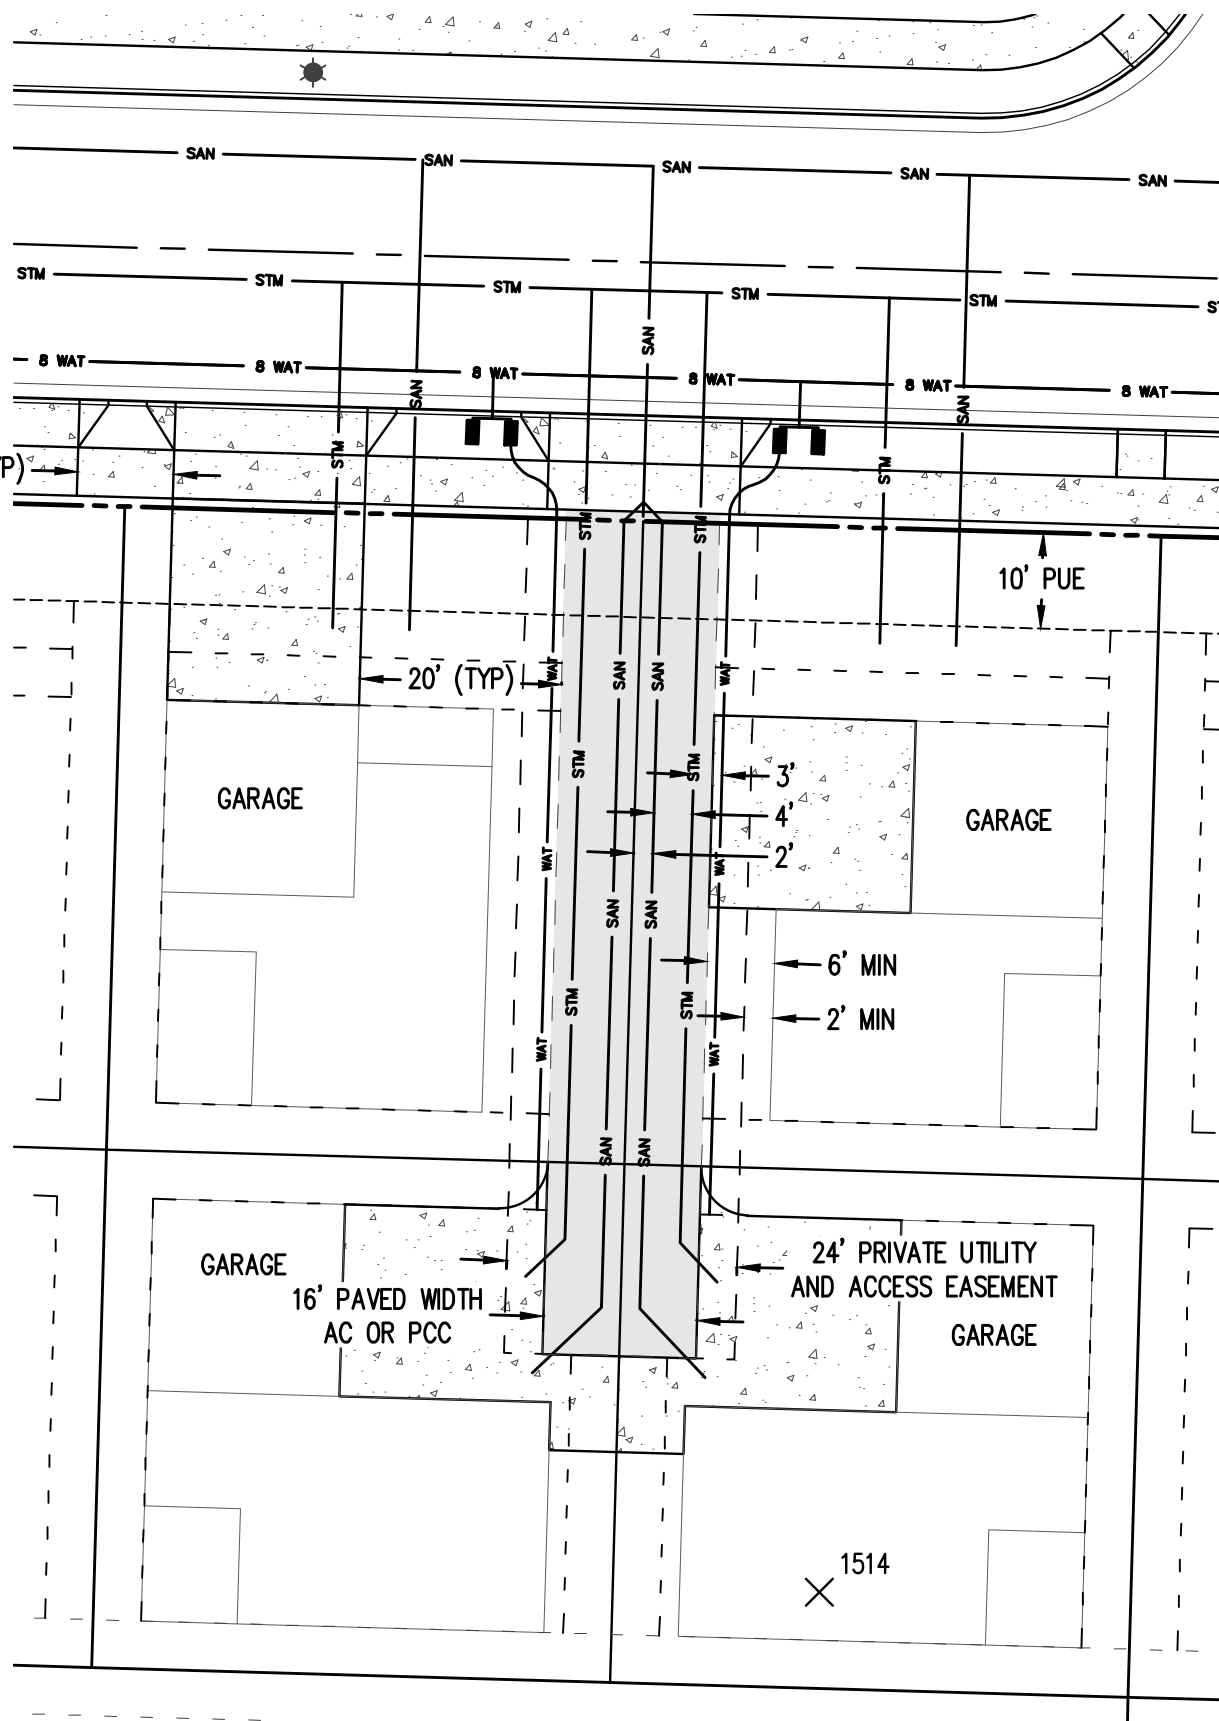 SAN SAN SAN SAN SAN
STM STM STM STM STM ST
SAN
8 WAT 8 WAT 8 WAT 8 WAT 8 WAT 8 WAT
SAN SAN
STM STM
P)
STM STM
10' PUE
WAT SAN SAN WAT
20' (TYP)
STM STM
3'
GARAGE
4'
GARAGE
2'
WAT WAT
SAN SAN
6' MIN
STM STM
2' MIN
WAT WAT
SAN SAN
GARAGE
24' PRIVATE UTILITY
AND ACCESS EASEMENT
16' PAVED WIDTH
AC OR PCC
GARAGE
1514